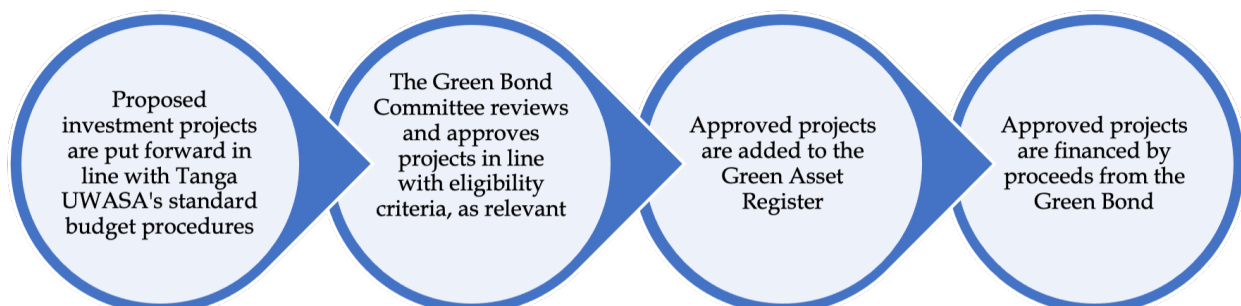 Proposed
investment projects
are put forward in
line with Tanga
UWASA's standard
budget procedures
The Green Bond
Committee reviews
and approves
projects in line
with eligibility
criteria, as relevant
Approved projects
are added to the
Green Asset
Register
Approved projects
are financed by
proceeds from the
Green Bond